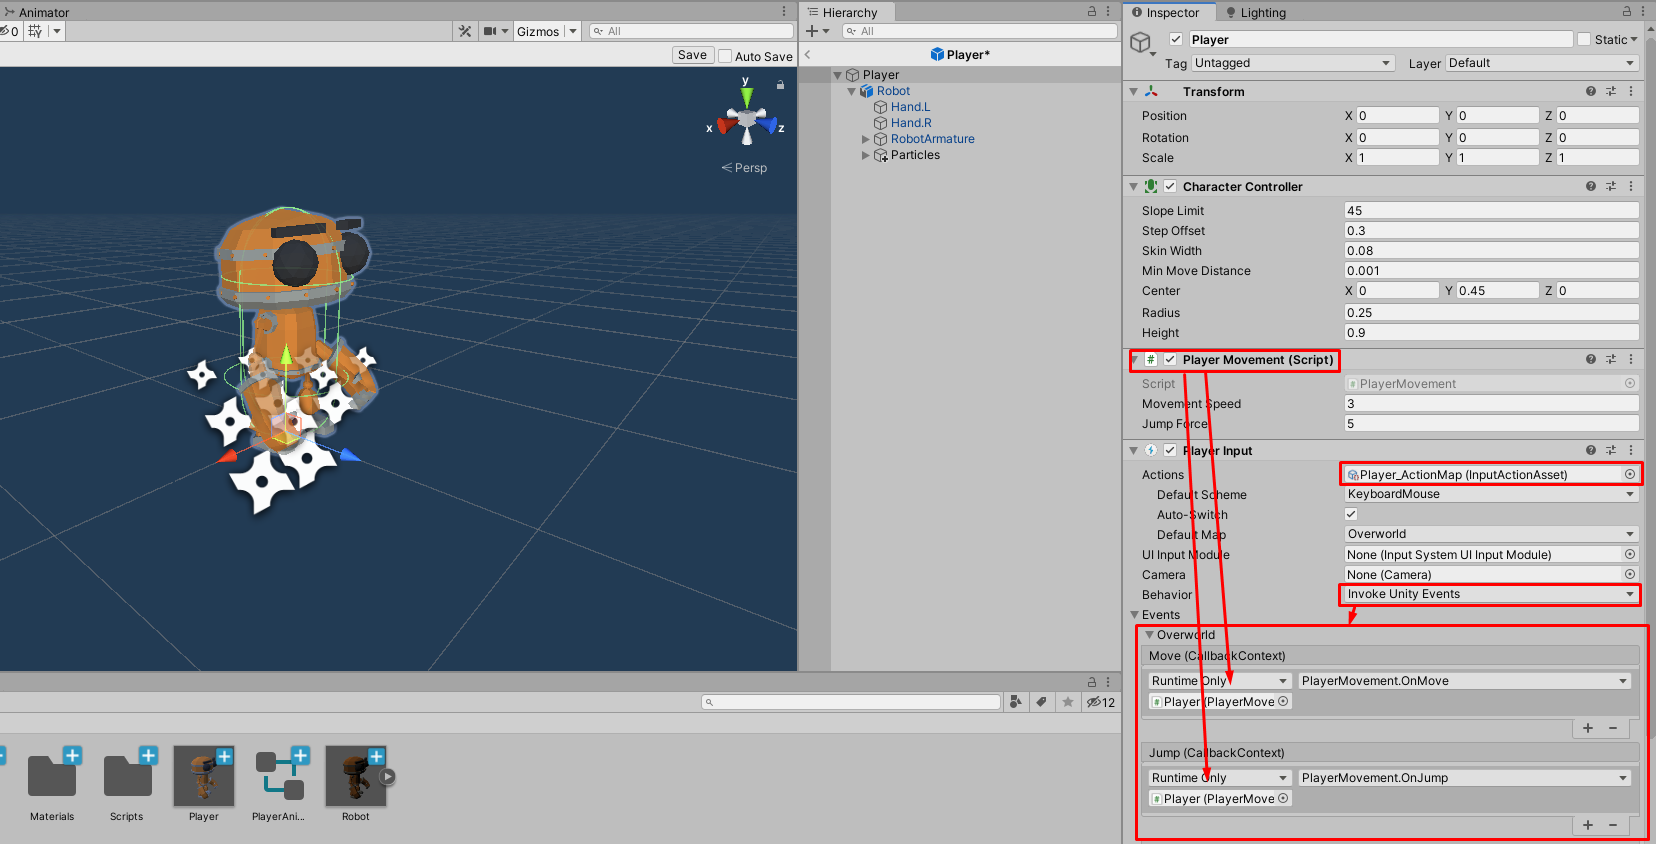 Animator
0
Gizmos
All
Save
Auto Save
y
x
z
Persp
Hierarchy
All
Player*
Player
Robot
Hand.L
Hand.R
RobotArmature
Particles
12
Materials
Scripts
Player
PlayerAni...
Robot
Inspector
Lighting
Player
Static
Tag Untagged
Layer Default
Transform
Position X 0 Y 0 Z 0
Rotation X 0 Y 0 Z 0
Scale X 1 Y 1 Z 1
Character Controller
Slope Limit 45
Step Offset 0.3
Skin Width 0.08
Min Move Distance 0.001
Center X 0 Y 0.45 Z 0
Radius 0.25
Height 0.9
# Player Movement (Script)
Script # PlayerMovement
Movement Speed 3
Jump Force 5
Player Input
Actions Player_ActionMap (InputActionAsset)
Default Scheme KeyboardMouse
Auto-Switch
Default Map Overworld
UI Input Module None (Input System UI Input Module)
Camera None (Camera)
Behavior Invoke Unity Events
Events
Overworld
Move (CallbackContext)
Runtime Only PlayerMovement.OnMove
# Player (PlayerMove
+ −
Jump (CallbackContext)
Runtime Only PlayerMovement.OnJump
# Player (PlayerMove
+ −